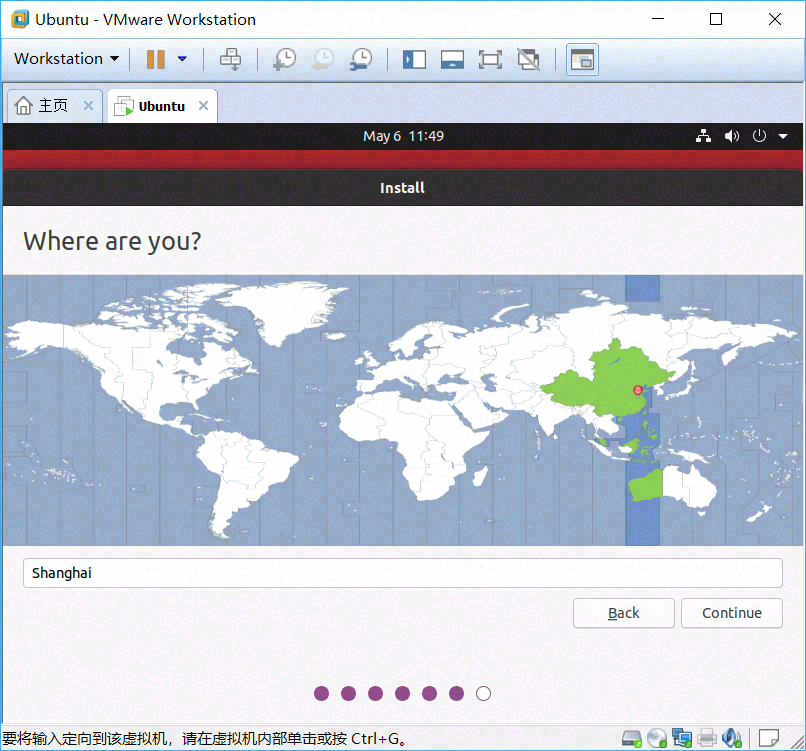 Ubuntu - VMware Workstation
Workstation
主页
Ubuntu
May 6 11:49
Install
Where are you?
Shanghai
Back
Continue
要将输入定向到该虚拟机，请在虚拟机内部单击或按 Ctrl+G。